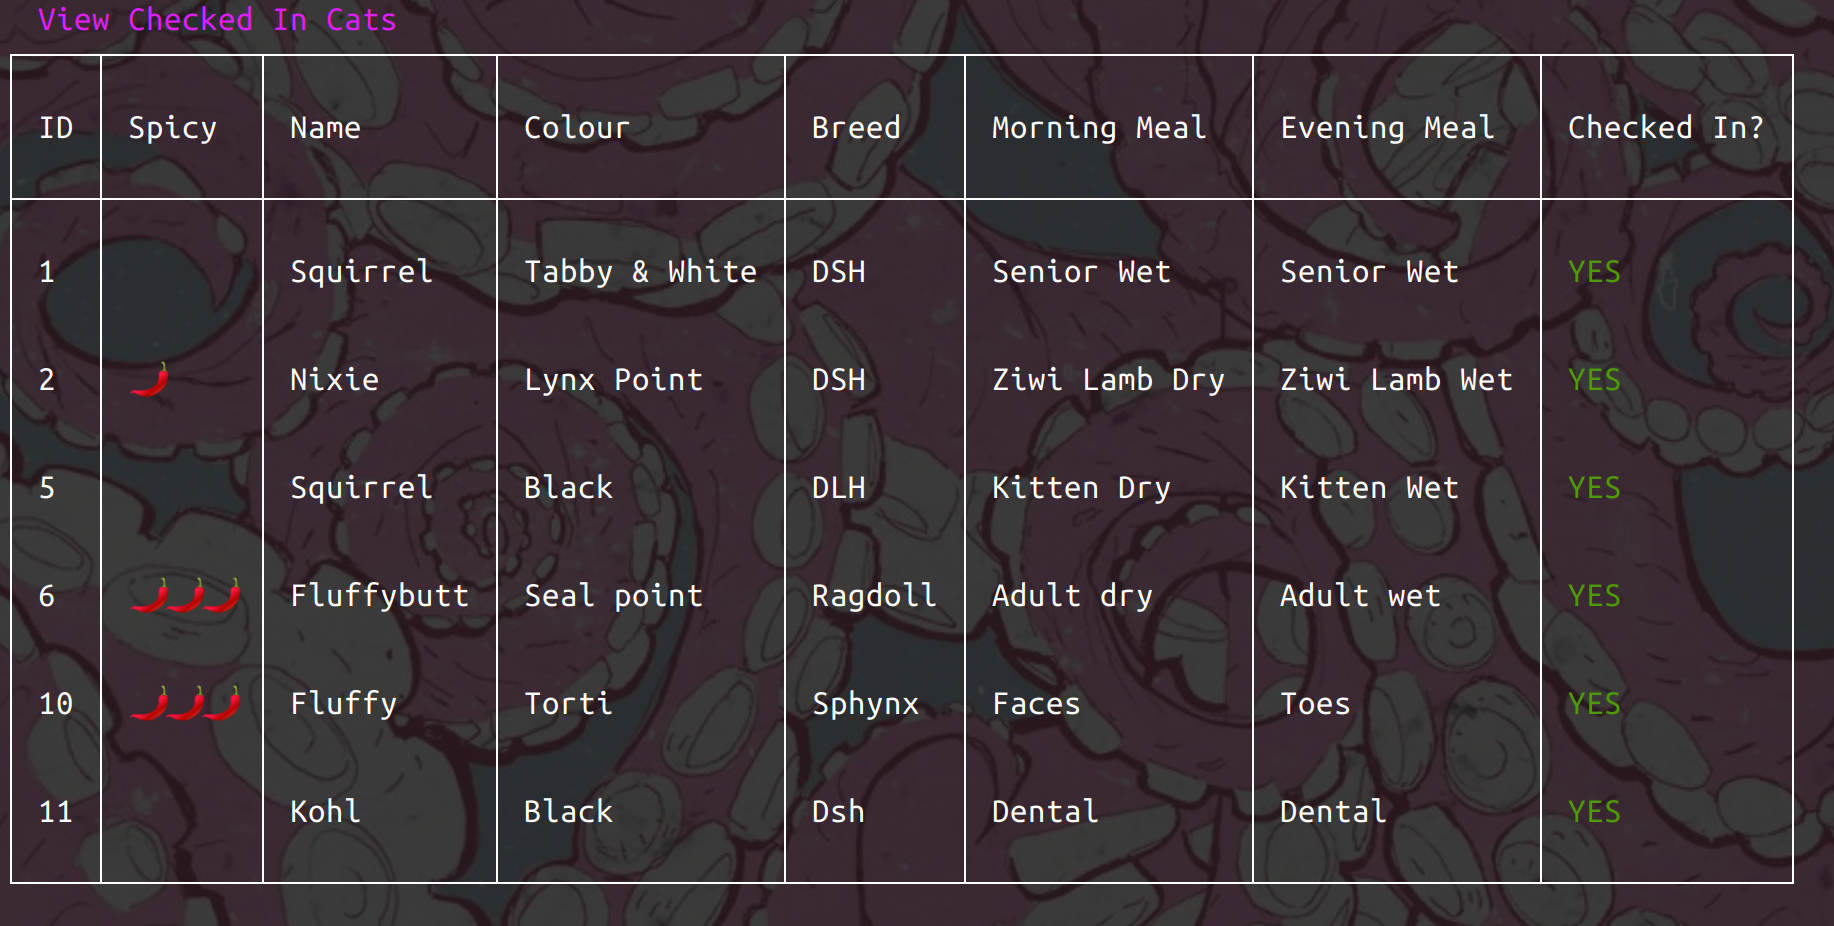 View Checked In Cats
ID Spicy Name Colour Breed Morning Meal Evening Meal Checked In?
1 Squirrel Tabby & White DSH Senior Wet Senior Wet YES
2 🌶 Nixie Lynx Point DSH Ziwi Lamb Dry Ziwi Lamb Wet YES
5 Squirrel Black DLH Kitten Dry Kitten Wet YES
6 🌶🌶🌶 Fluffybutt Seal point Ragdoll Adult dry Adult wet YES
10 🌶🌶🌶 Fluffy Torti Sphynx Faces Toes YES
11 Kohl Black Dsh Dental Dental YES